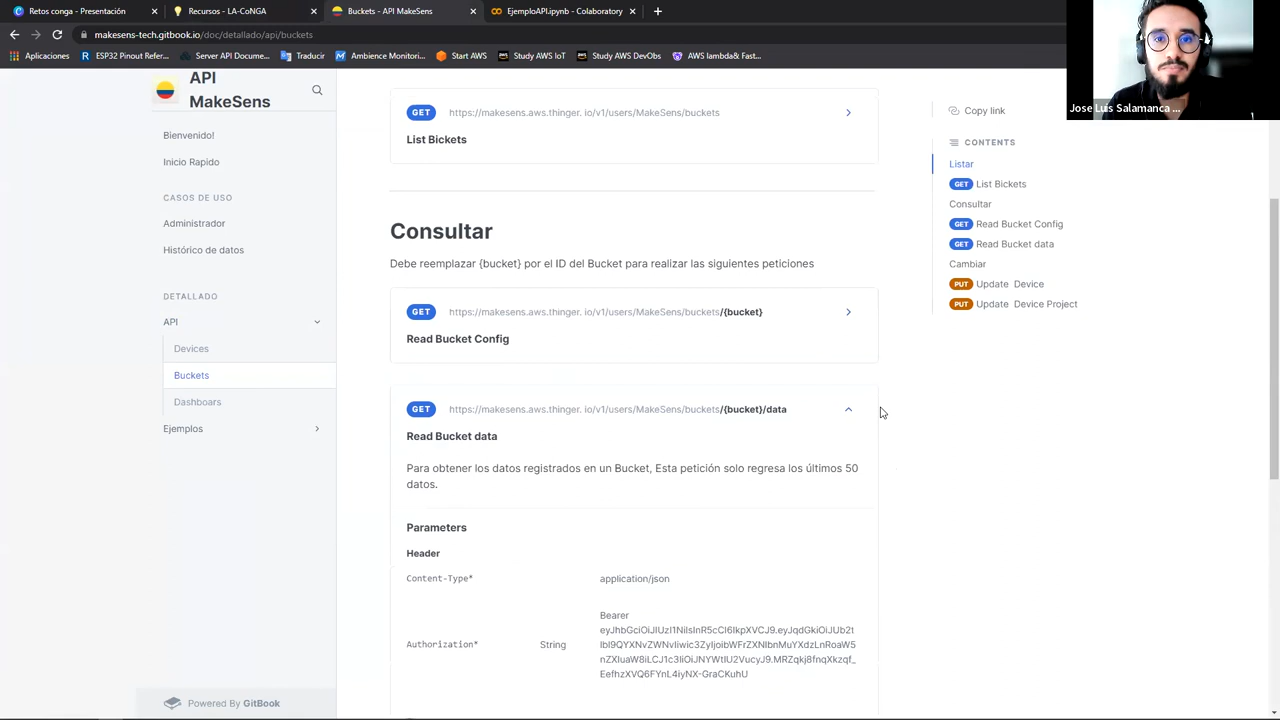 Retos conga - Presentación
Recursos - LA-CoNGA
Buckets - API MakeSens
EjemploAPI.ipynb - Colaboratory
makesens-tech.gitbook.io/doc/detallado/api/buckets
Aplicaciones
ESP32 Pinout Refer...
SparkFun Servicios...
Traducir
Ambience Monitori...
Start AWS
Study AWS IoT
Study AWS DevObs
AWS lambda& Fast...
Jose Luis Salamanca ...
API
MakeSens
Bienvenido!
Inicio Rapido
CASOS DE USO
Administrador
Histórico de datos
DETALLADO
API
Devices
Buckets
Dashboars
Ejemplos
Powered By GitBook
GET https://makesens.aws.thinger. io/v1/users/MakeSens/buckets
List Bickets
Consultar
Debe reemplazar {bucket} por el ID del Bucket para realizar las siguientes peticiones
GET https://makesens.aws.thinger. io/v1/users/MakeSens/buckets/{bucket}
Read Bucket Config
GET https://makesens.aws.thinger. io/v1/users/MakeSens/buckets/{bucket}/data
Read Bucket data
Para obtener los datos registrados en un Bucket, Esta petición solo regresa los últimos 50
datos.
Parameters
Header
Content-Type* application/json
Authorization* String Bearer
Copy link
CONTENTS
Listar
GET List Bickets
Consultar
GET Read Bucket Config
GET Read Bucket data
Cambiar
PUT Update Device
PUT Update Device Project